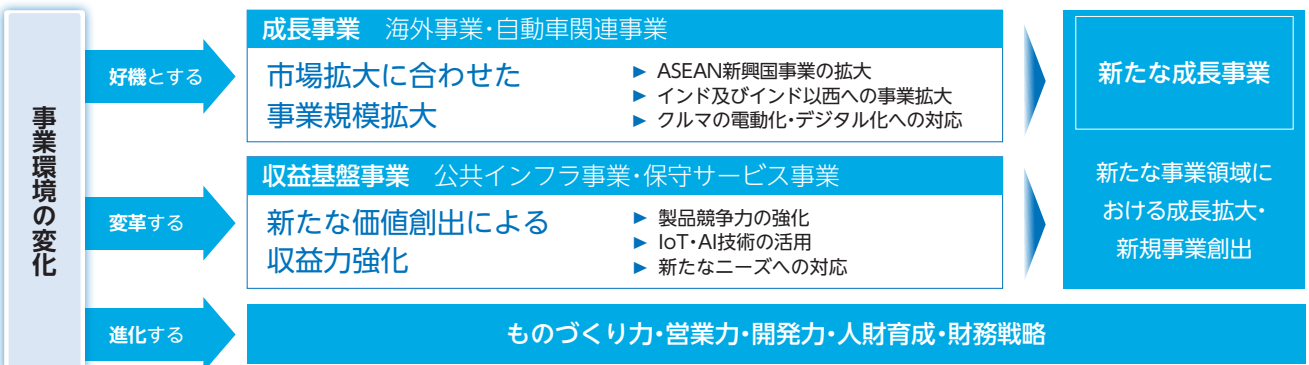 事業環境の変化
好機とする
成長事業 海外事業・自動車関連事業
市場拡大に合わせた
事業規模拡大
▶ ASEAN新興国事業の拡大
▶ インド及びインド以西への事業拡大
▶ クルマの電動化・デジタル化への対応
変革する
収益基盤事業 公共インフラ事業・保守サービス事業
新たな価値創出による
収益力強化
▶ 製品競争力の強化
▶ IoT・AI技術の活用
▶ 新たなニーズへの対応
新たな成長事業
新たな事業領域に
おける成長拡大・
新規事業創出
進化する
ものづくり力・営業力・開発力・人財育成・財務戦略